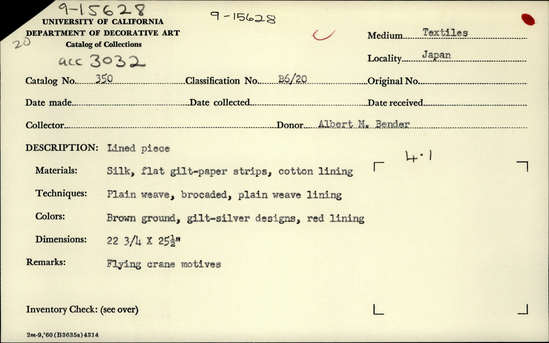 9-15628
9-15628
UNIVERSITY OF CALIFORNIA
DEPARTMENT OF DECORATIVE ART
20
Catalog of Collections
acc 3032
Medium Textiles
Locality Japan
Catalog No. 350 Classification No. B6/20 Original No.
Date made Date collected Date received
Collector Donor Albert M. Bender
DESCRIPTION: Lined piece
4.1
Materials: Silk, flat gilt-paper strips, cotton lining
Techniques: Plain weave, brocaded, plain weave lining
Colors: Brown ground, gilt-silver designs, red lining
Dimensions: 22 3/4 X 25½"
Remarks: Flying crane motives
Inventory Check: (see over)
2m-9,'60 (B3635s) 4314